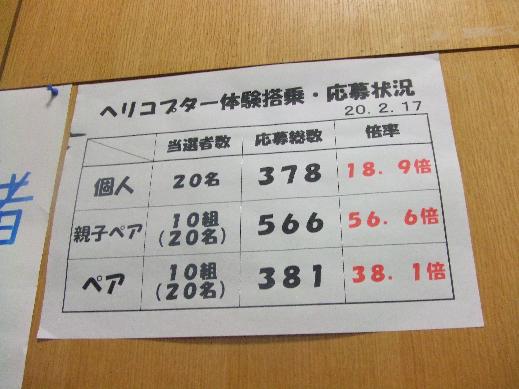 ヘリコプター体験搭乗・応募状況
20.2.17
当選者数 応募総数 倍率
個人 20名 378 18.9倍
親子ペア 10組(20名) 566 56.6倍
ペア 10組(20名) 381 38.1倍
者